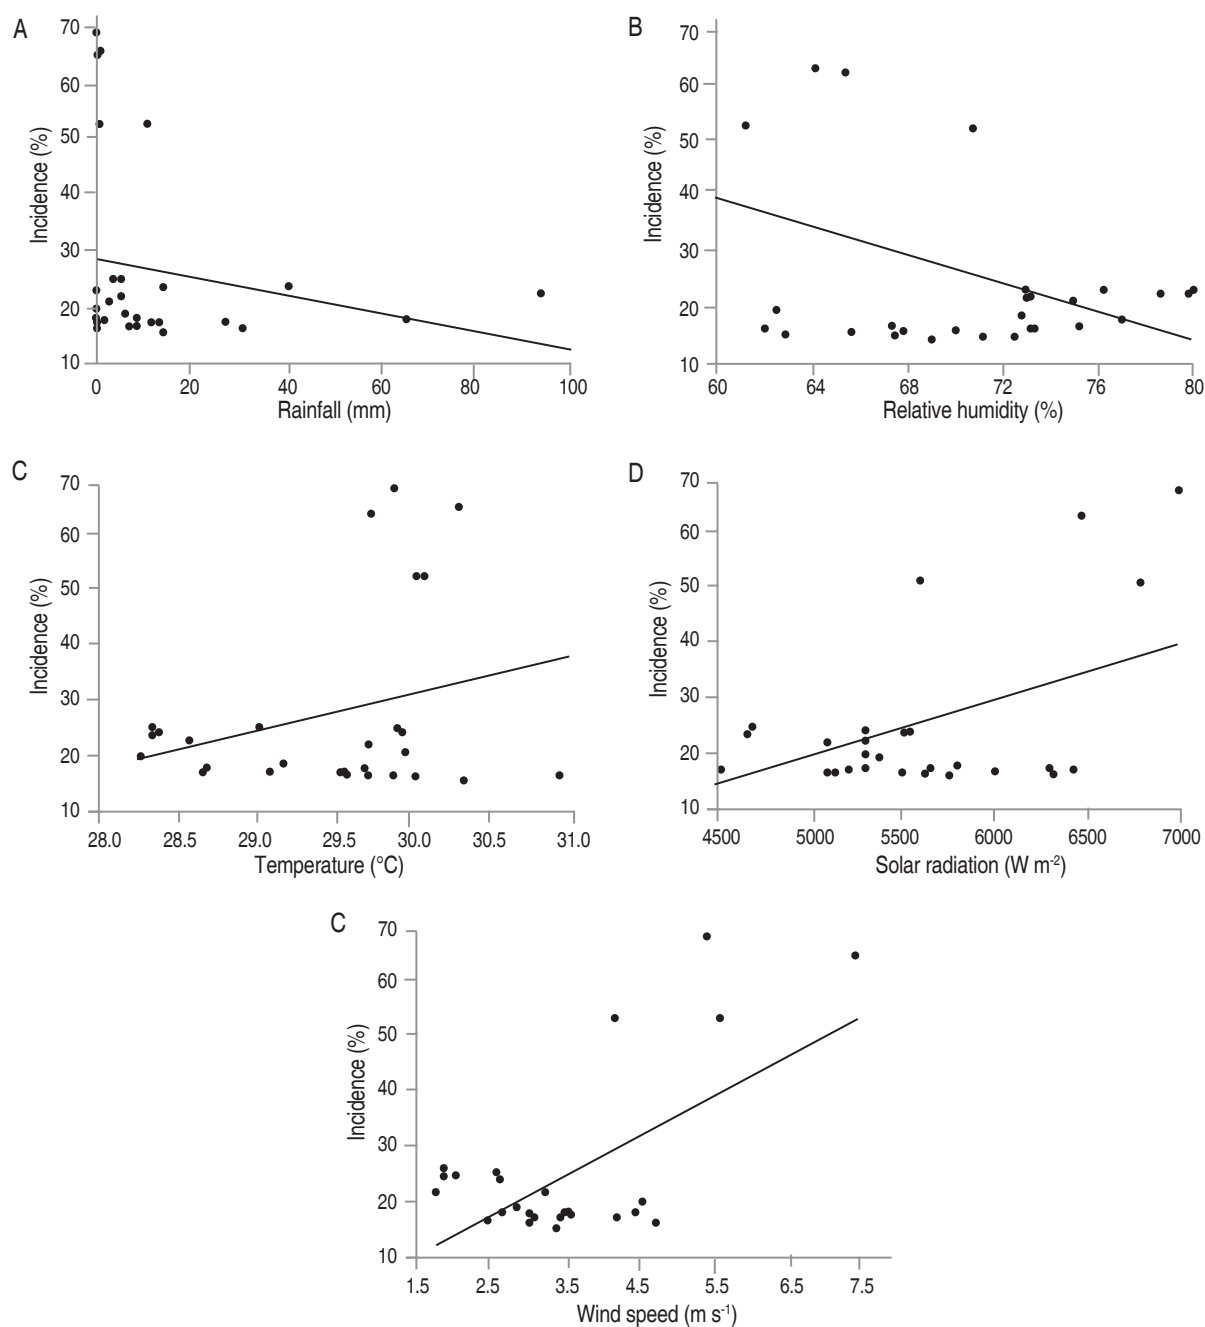 A
70
60
50
40
30
20
10
Incidence (%)
0 20 40 60 80 100
Rainfall (mm)
B
70
60
50
40
30
20
10
Incidence (%)
60 64 68 72 76 80
Relative humidity (%)
C
70
60
50
40
30
20
10
Incidence (%)
28.0 28.5 29.0 29.5 30.0 30.5 31.0
Temperature (°C)
D
70
60
50
40
30
20
10
Incidence (%)
4500 5000 5500 6000 6500 7000
Solar radiation (W m⁻²)
C
70
60
50
40
30
20
10
Incidence (%)
1.5 2.5 3.5 4.5 5.5 6.5 7.5
Wind speed (m s⁻¹)